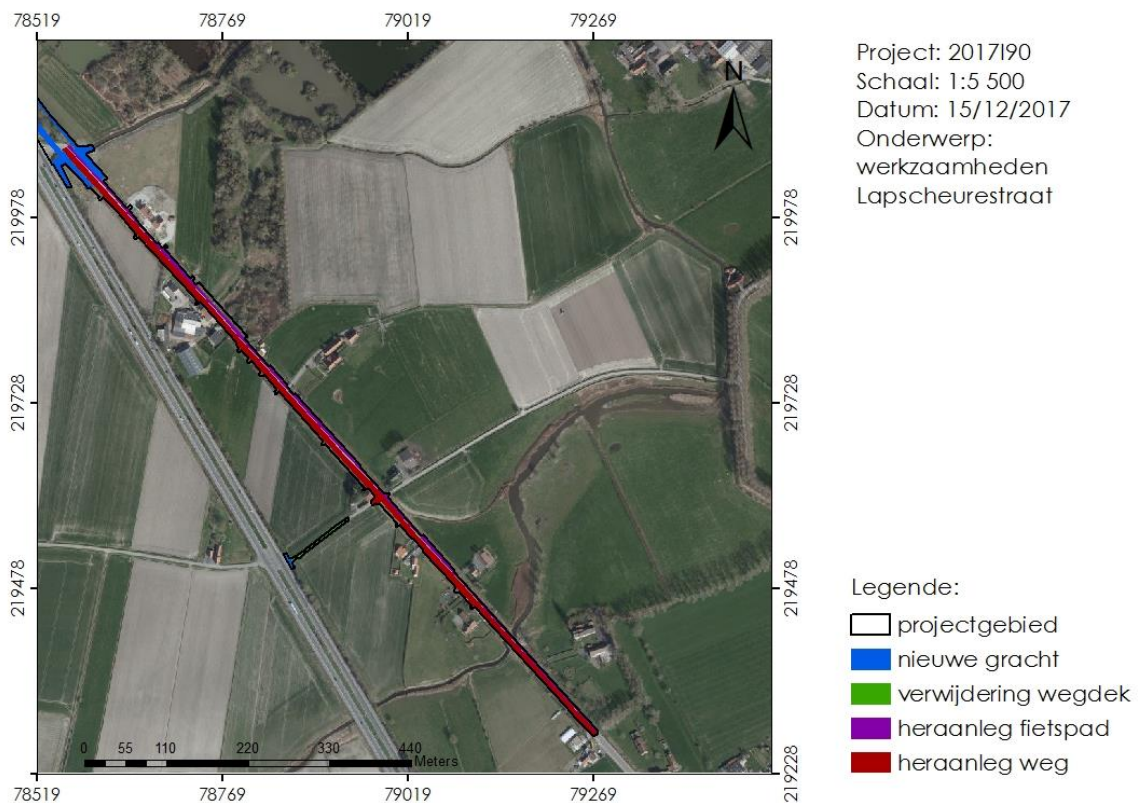 78519 78769 79019 79269
219978 219978
219728 219728
219478 219478
219228
78519 78769 79019 79269
N
0 55 110 220 330 440
Meters
Project: 2017I90
Schaal: 1:5 500
Datum: 15/12/2017
Onderwerp:
werkzaamheden
Lapscheurestraat
Legende:
projectgebied
nieuwe gracht
verwijdering wegdek
heraanleg fietspad
heraanleg weg